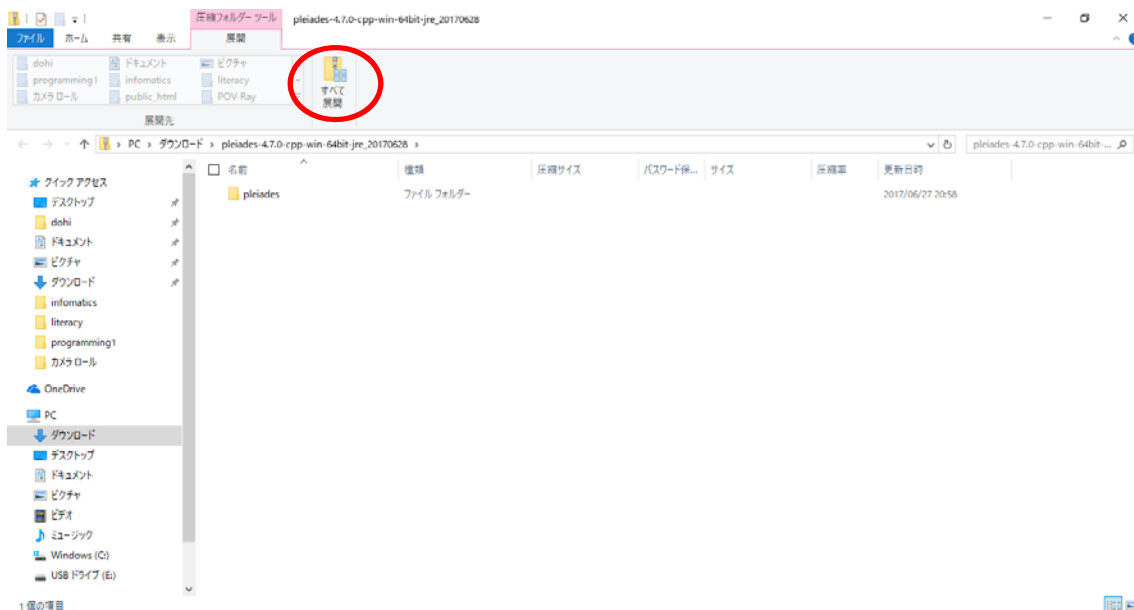 圧縮フォルダー ツール pleiades-4.7.0-cpp-win-64bit-jre_20170628
ファイル ホーム 共有 表示 展開
dohi ドキュメント ピクチャ
programming1 infomatics literacy
カメラ ロール public_html POV-Ray
すべて
展開
展開先
PC ダウンロード pleiades-4.7.0-cpp-win-64bit-jre_20170628 pleiades-4.7.0-cpp-win-64bit-...
名前 種類 圧縮サイズ パスワード保... サイズ 圧縮率 更新日時
pleiades ファイル フォルダー 2017/06/27 20:58
クイック アクセス
デスクトップ
dohi
ドキュメント
ピクチャ
ダウンロード
infomatics
literacy
programming1
カメラ ロール
OneDrive
PC
ダウンロード
デスクトップ
ドキュメント
ピクチャ
ビデオ
ミュージック
Windows (C:)
USB ドライブ (E:)
1 個の項目